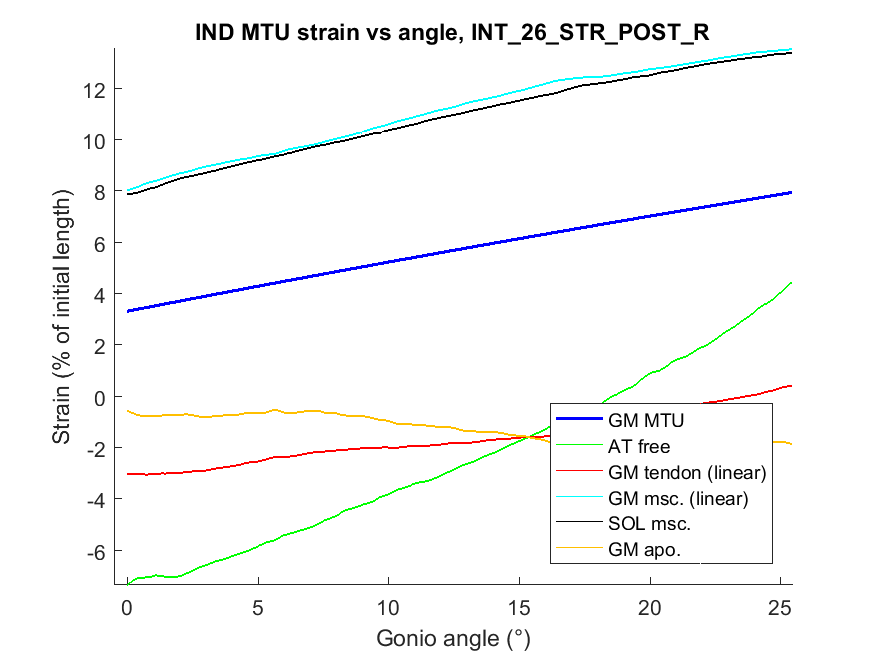 IND MTU strain vs angle, INT_26_STR_POST_R
Strain (% of initial length)
12
10
8
6
4
2
0
-2
-4
-6
GM MTU
AT free
GM tendon (linear)
GM msc. (linear)
SOL msc.
GM apo.
0 5 10 15 20 25
Gonio angle (°)